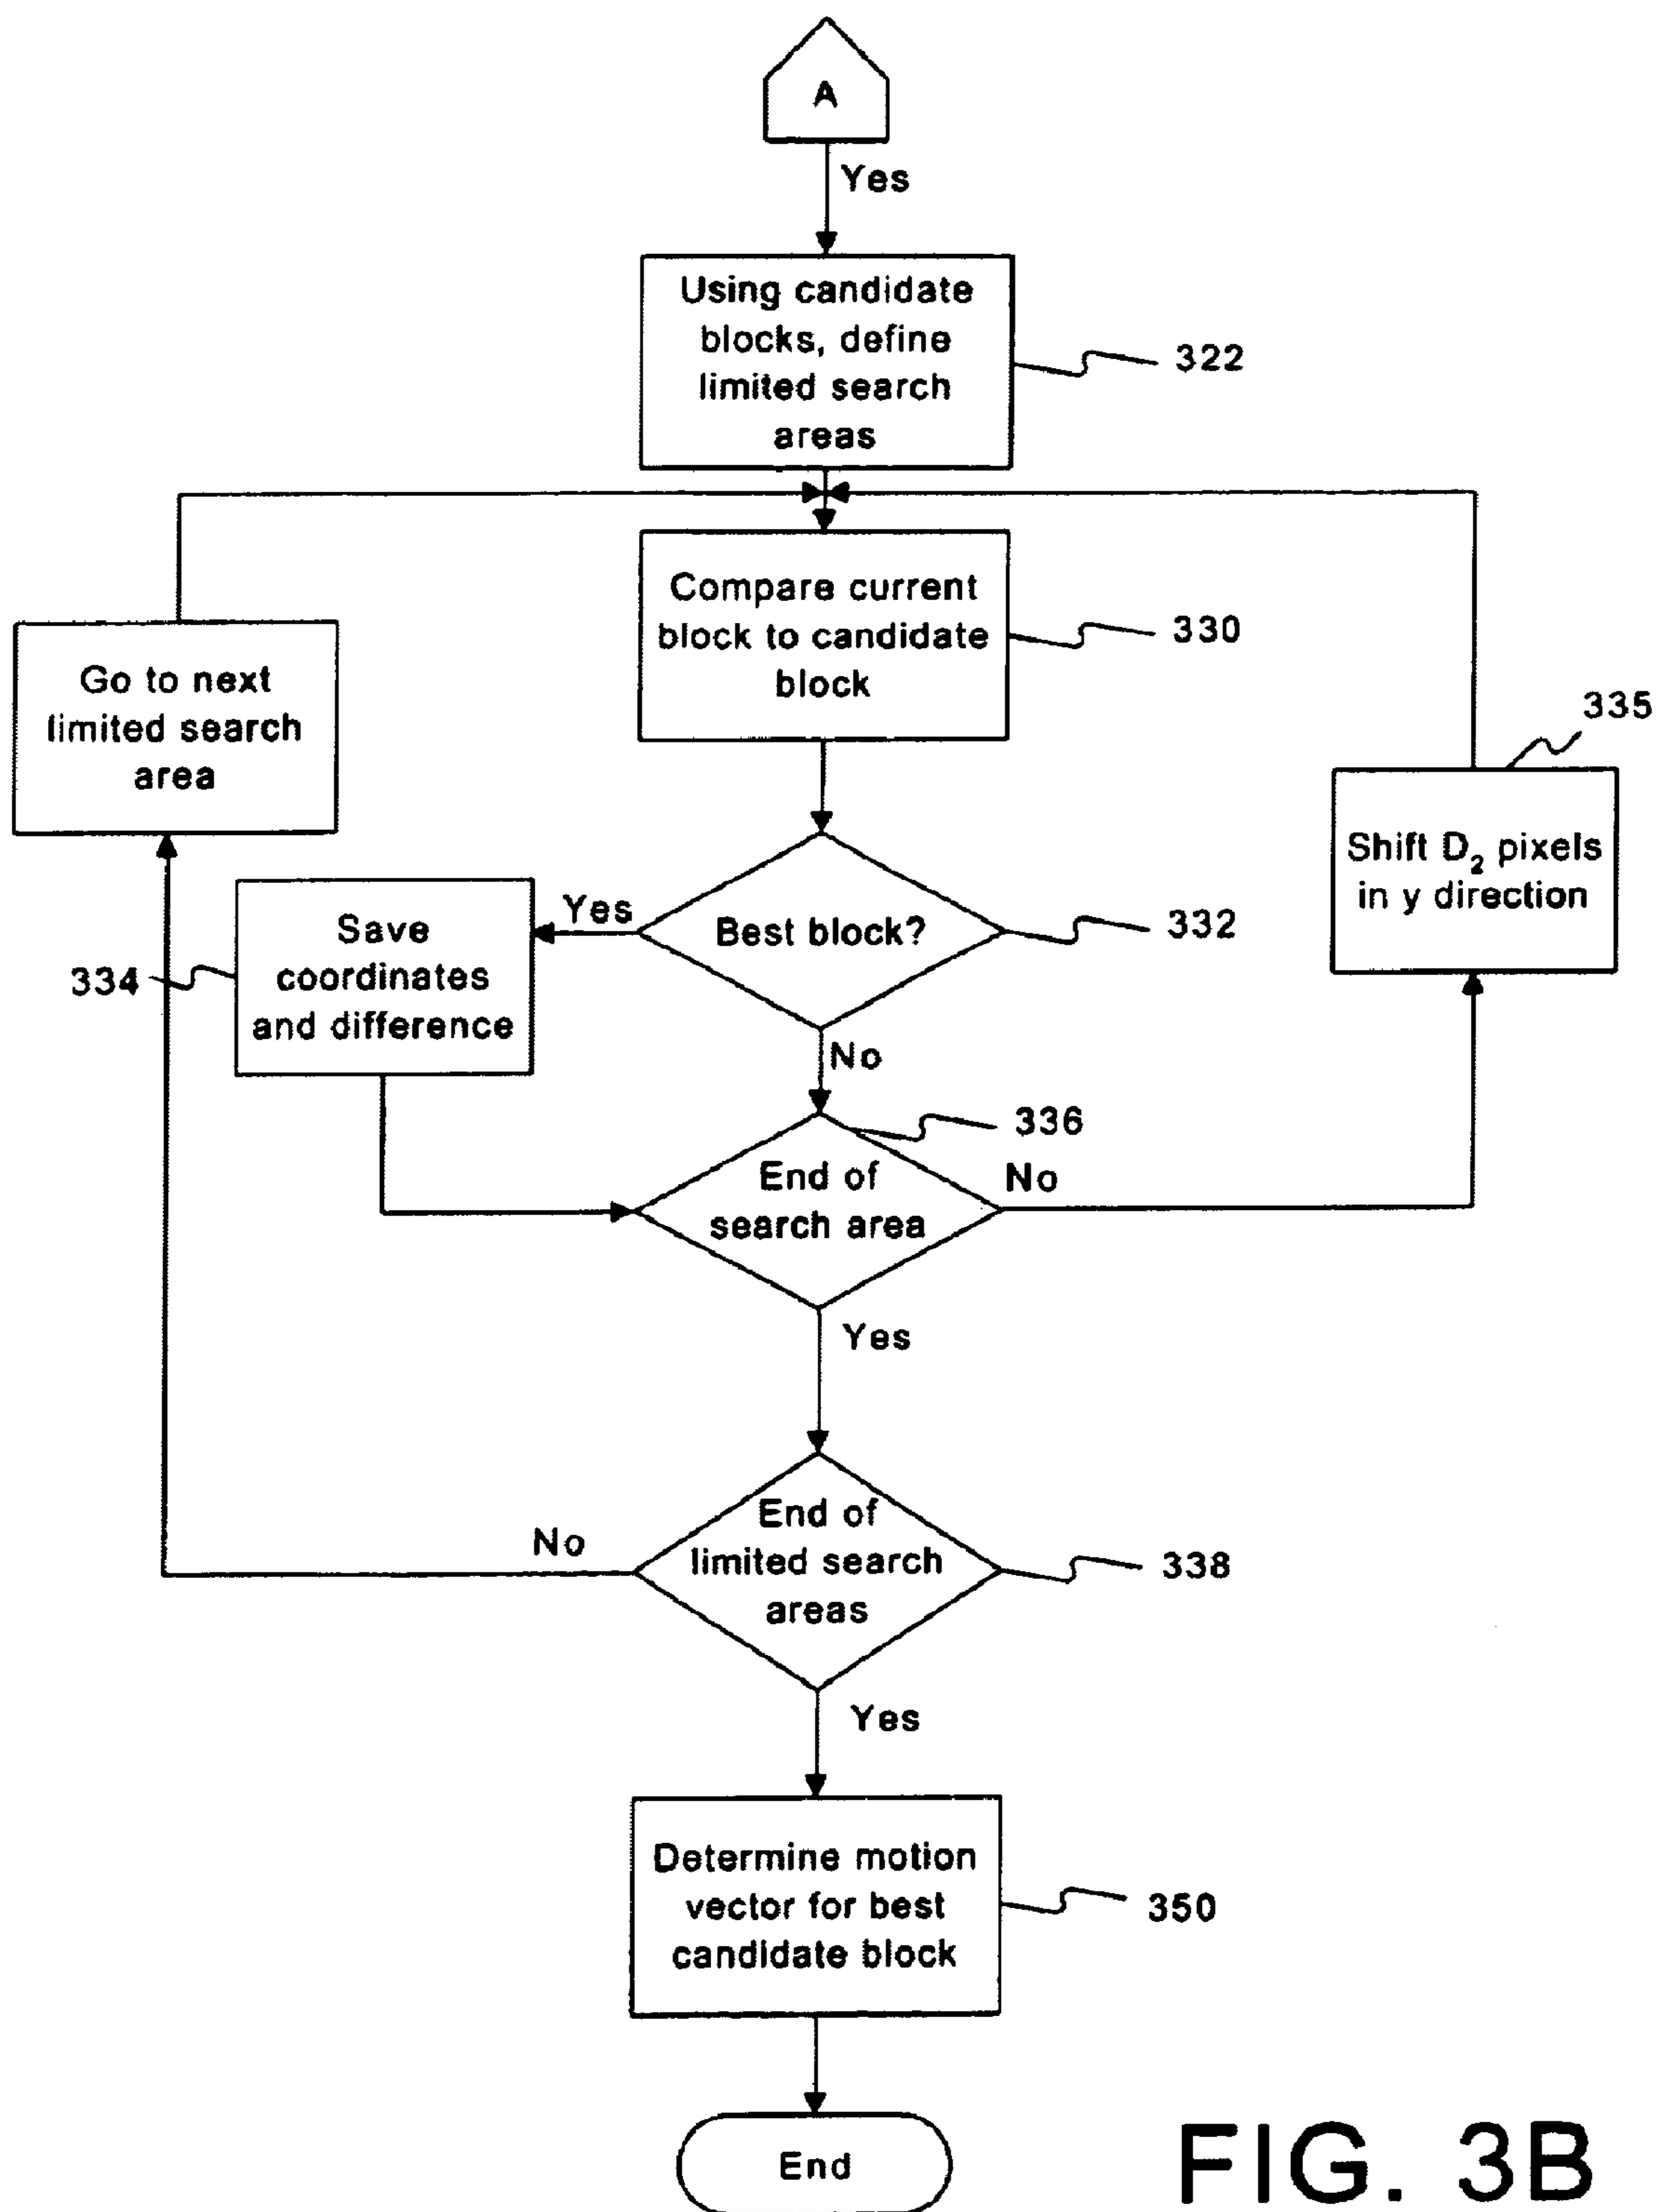 A
Yes
Using candidate
blocks, define
limited search
areas
322
Compare current
block to candidate
block
330
Go to next
limited search
area
335
Shift D₂ pixels
in y direction
Best block?
332
Yes
Save
coordinates
and difference
334
No
336
End of
search area
No
Yes
End of
limited search
areas
338
No
Yes
Determine motion
vector for best
candidate block
350
End
FIG. 3B